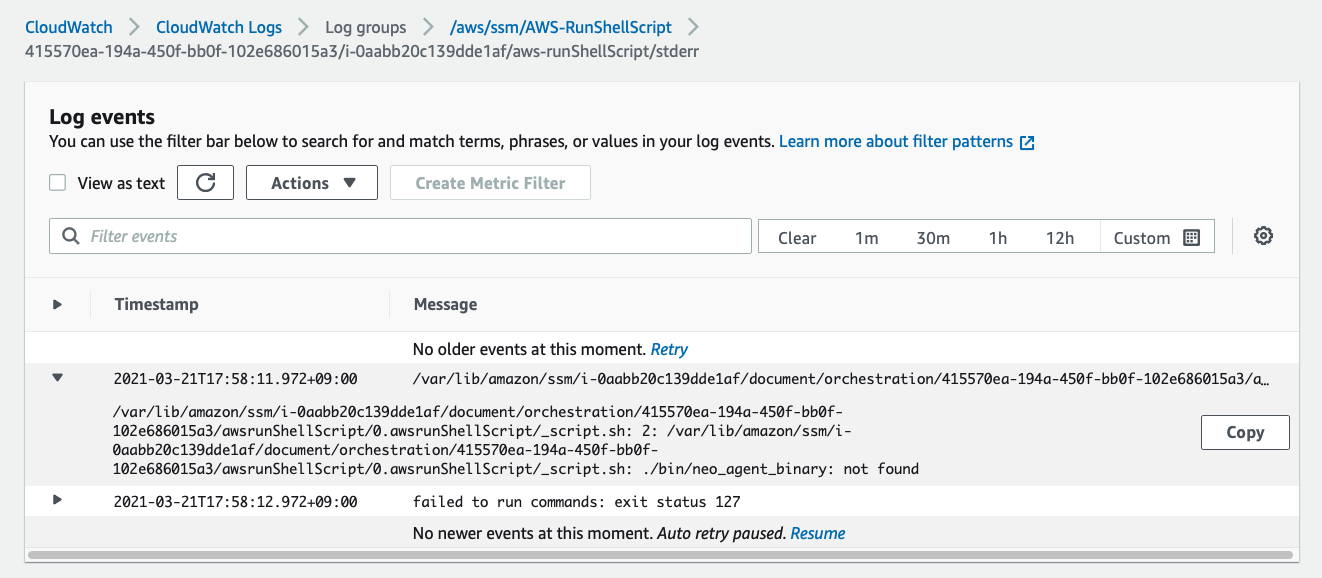 CloudWatch > CloudWatch Logs > Log groups > /aws/ssm/AWS-RunShellScript >
415570ea-194a-450f-bb0f-102e686015a3/i-0aabb20c139dde1af/aws-runShellScript/stderr
Log events
You can use the filter bar below to search for and match terms, phrases, or values in your log events. Learn more about filter patterns
View as text Actions Create Metric Filter
Filter events Clear 1m 30m 1h 12h Custom
Timestamp Message
No older events at this moment. Retry
2021-03-21T17:58:11.972+09:00 /var/lib/amazon/ssm/i-0aabb20c139dde1af/document/orchestration/415570ea-194a-450f-bb0f-102e686015a3/a…
/var/lib/amazon/ssm/i-0aabb20c139dde1af/document/orchestration/415570ea-194a-450f-bb0f-
102e686015a3/awsrunShellScript/0.awsrunShellScript/_script.sh: 2: /var/lib/amazon/ssm/i-
0aabb20c139dde1af/document/orchestration/415570ea-194a-450f-bb0f-
102e686015a3/awsrunShellScript/0.awsrunShellScript/_script.sh: ./bin/neo_agent_binary: not found
Copy
2021-03-21T17:58:12.972+09:00 failed to run commands: exit status 127
No newer events at this moment. Auto retry paused. Resume